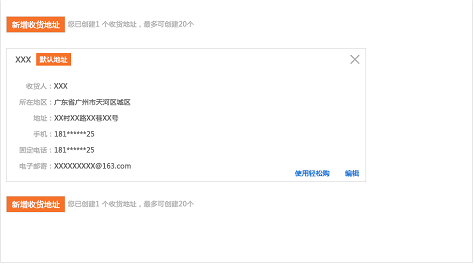 新增收货地址 您已创建1 个收货地址，最多可创建20个
XXX 默认地址
收货人：XXX
所在地区：广东省广州市天河区城区
地址：XX村XX路XX巷XX号
手机：181******25
固定电话：181******25
电子邮箱：XXXXXXXXX@163.com
使用轻松购 编辑
新增收货地址 您已创建1 个收货地址，最多可创建20个